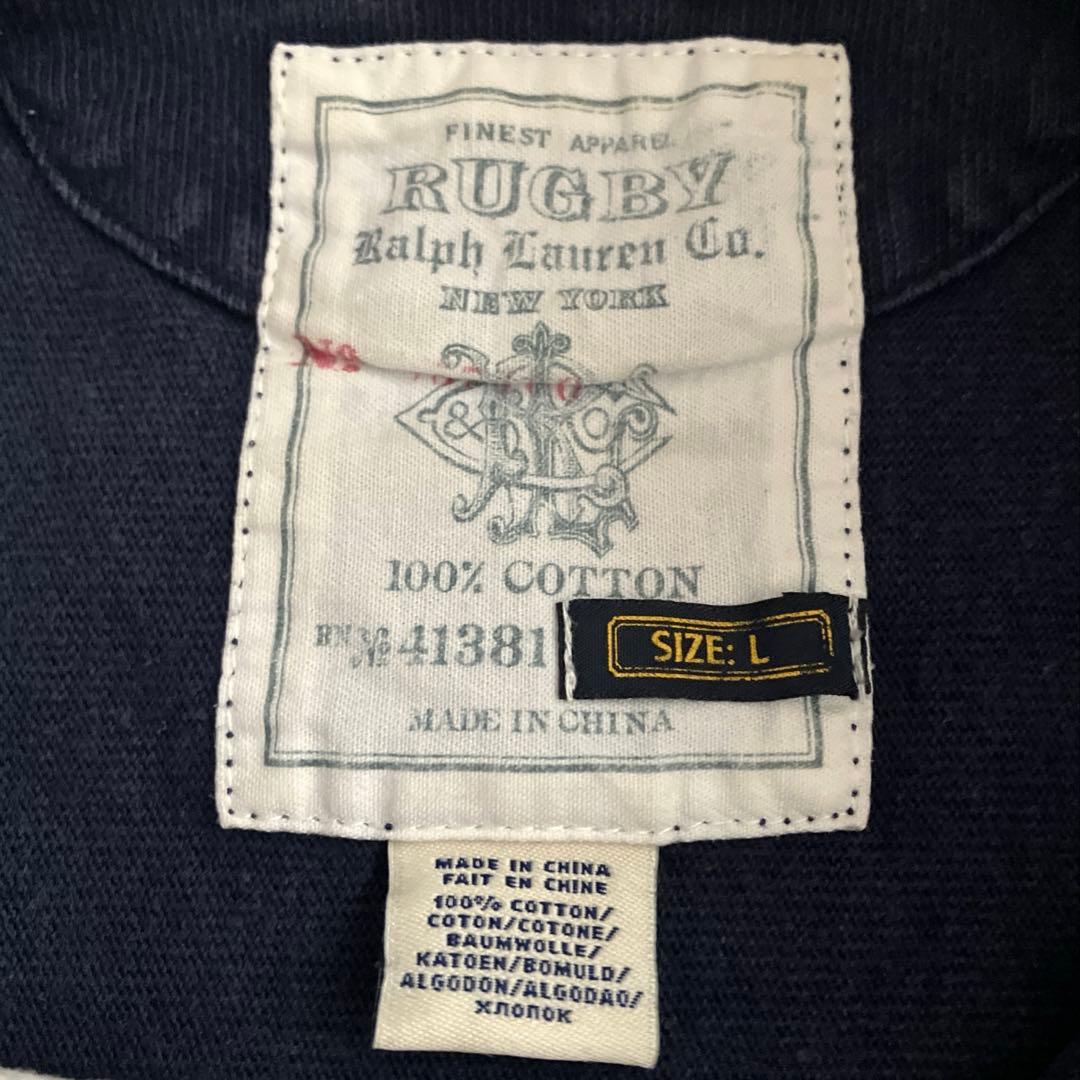 FINEST APPAREL
RUGBY
Ralph Lauren Co.
NEW YORK
100% COTTON
RN № 41381
SIZE: L
MADE IN CHINA
MADE IN CHINA
FAIT EN CHINE
100% COTTON/
COTON/COTONE/
BAUMWOLLE/
KATOEN/BOMULD/
ALGODON/ALGODAO/
ХЛОПОК